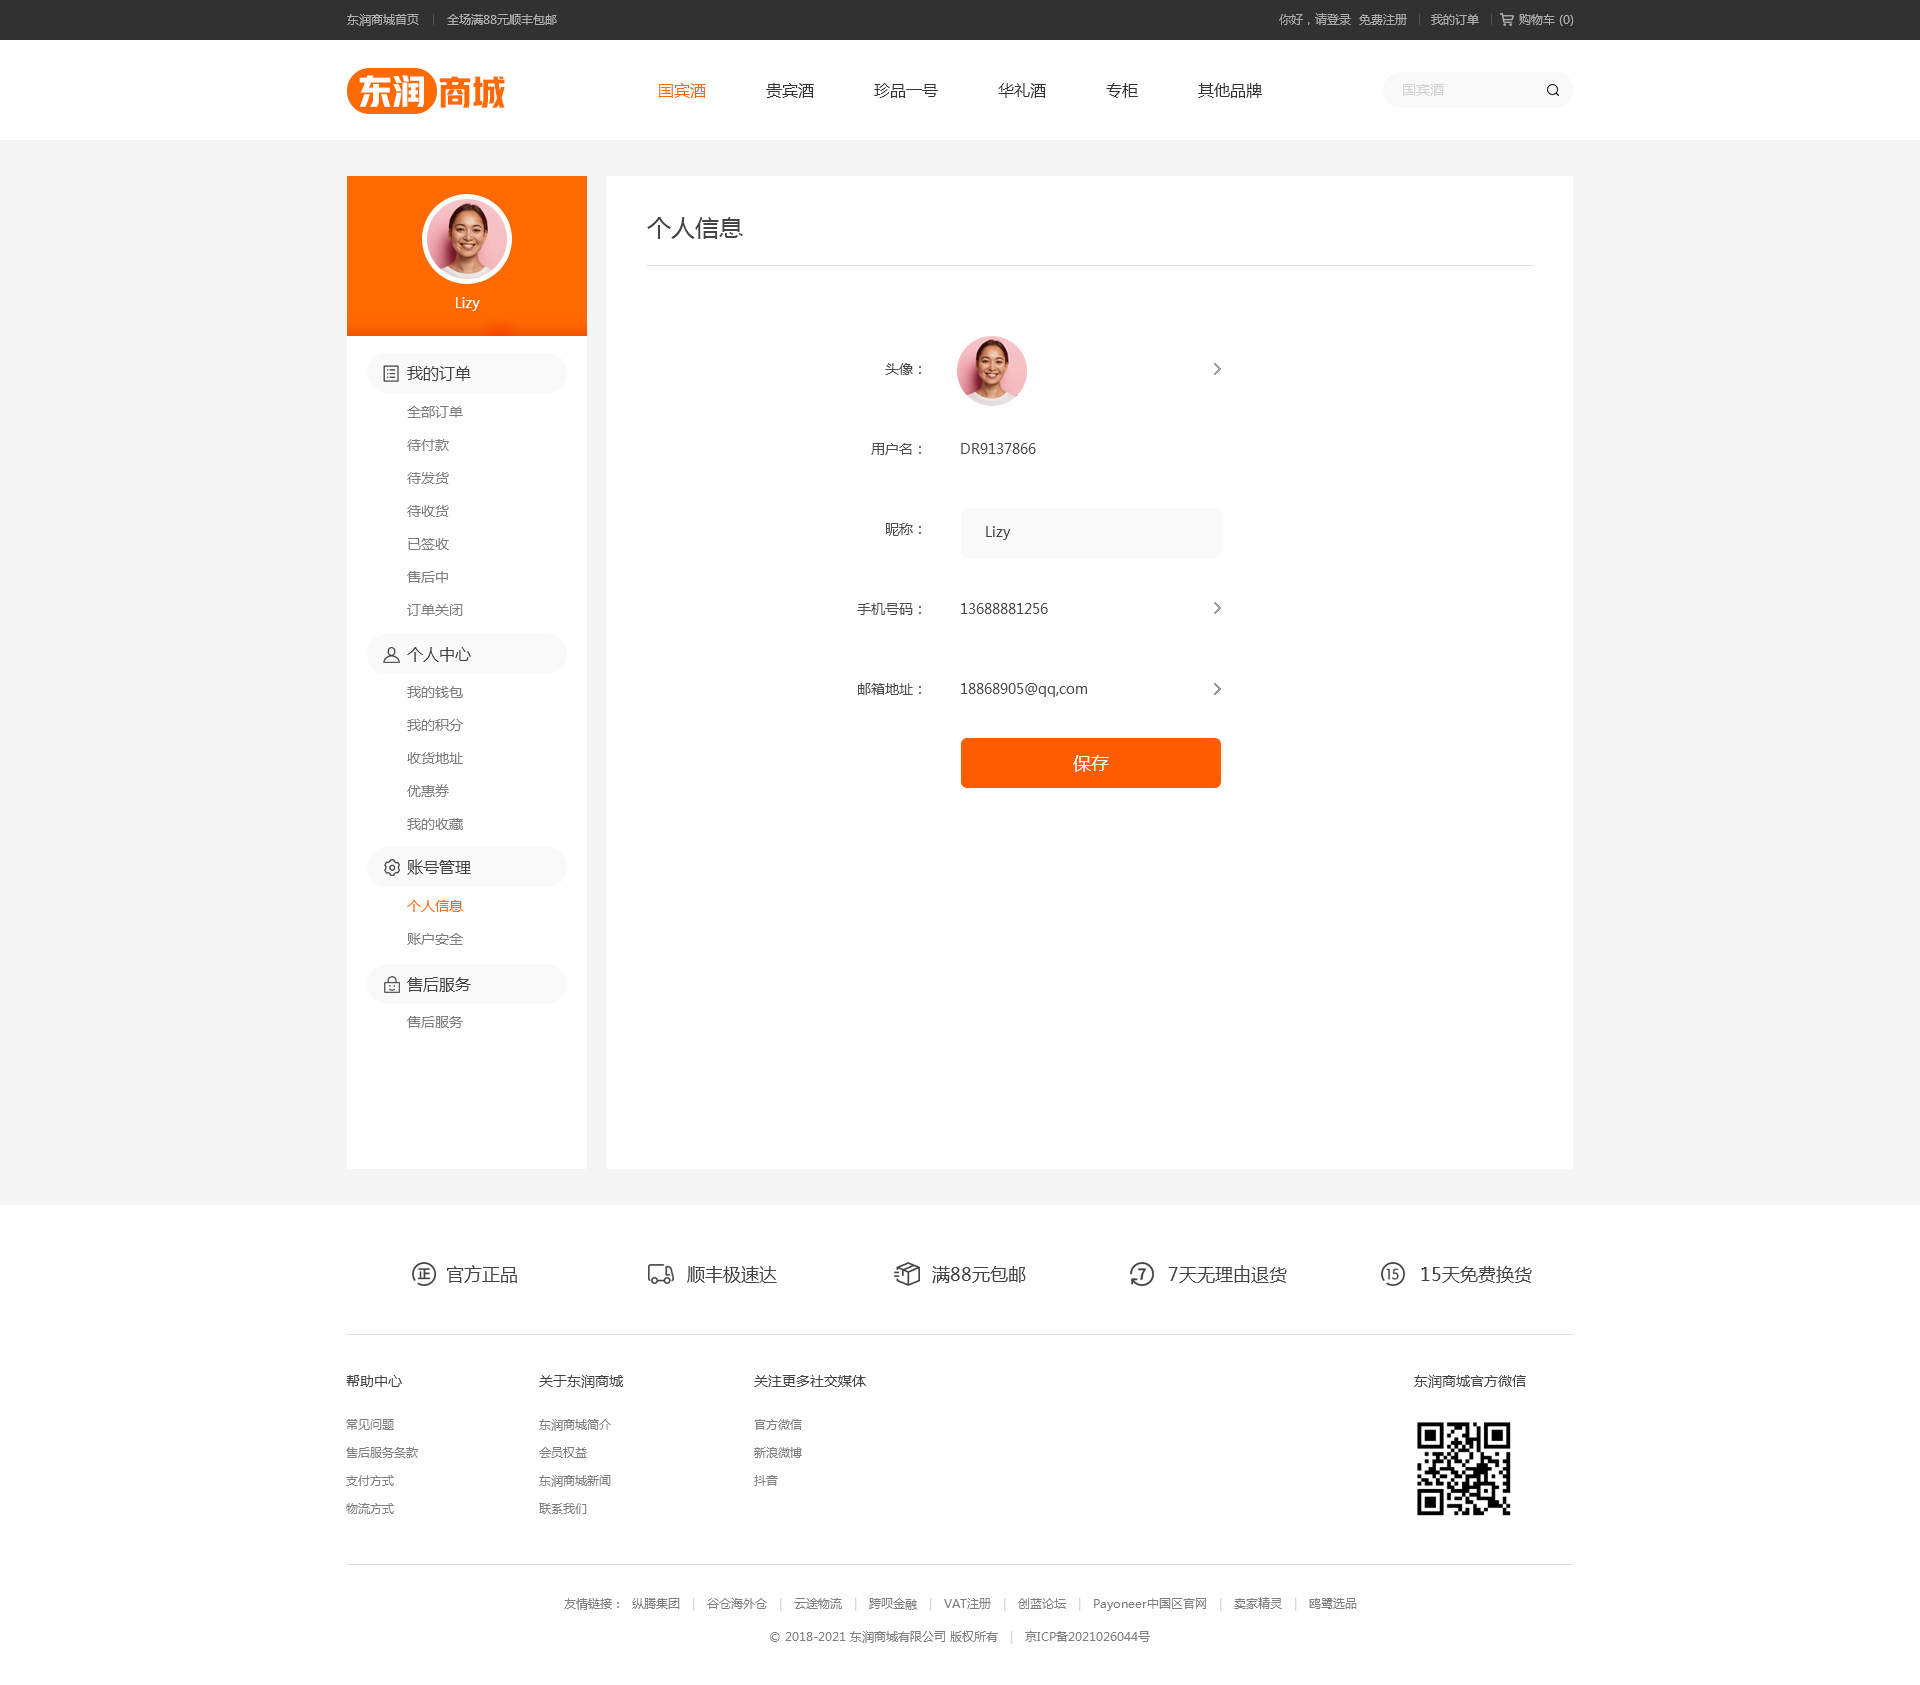 东润商城首页 | 全场满88元顺丰包邮
你好，请登录 免费注册 | 我的订单 | 购物车 (0)
东润商城
国宾酒 贵宾酒 珍品一号 华礼酒 专柜 其他品牌
国宾酒
Lizy
我的订单
全部订单
待付款
待发货
待收货
已签收
售后中
订单关闭
个人中心
我的钱包
我的积分
收货地址
优惠券
我的收藏
账号管理
个人信息
账户安全
售后服务
售后服务
个人信息
头像：
用户名： DR9137866
昵称： Lizy
手机号码： 13688881256
邮箱地址： 18868905@qq,com
保存
正 官方正品
顺丰极速达
满88元包邮
7 7天无理由退货
15 15天免费换货
帮助中心
常见问题
售后服务条款
支付方式
物流方式
关于东润商城
东润商城简介
会员权益
东润商城新闻
联系我们
关注更多社交媒体
官方微信
新浪微博
抖音
东润商城官方微信
友情链接： 纵腾集团 | 谷仓海外仓 | 云途物流 | 跨呗金融 | VAT注册 | 创蓝论坛 | Payoneer中国区官网 | 卖家精灵 | 鸥鹭选品
© 2018-2021 东润商城有限公司 版权所有 | 京ICP备2021026044号